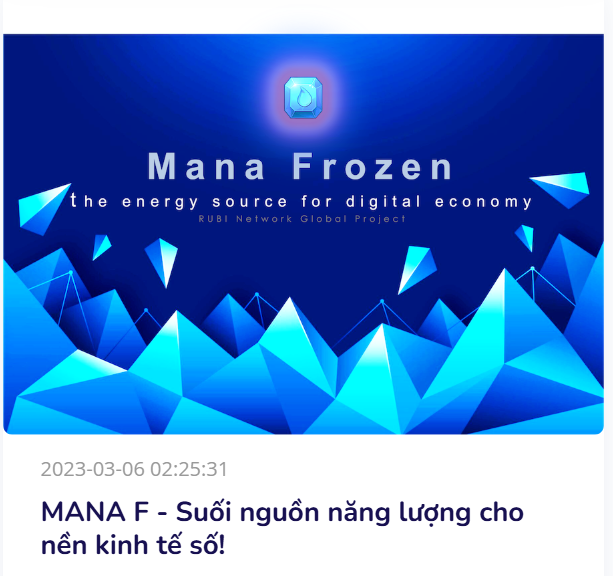 Mana Frozen
the energy source for digital economy
RUBI Network Global Project
2023-03-06 02:25:31
MANA F - Suối nguồn năng lượng cho
nền kinh tế số!